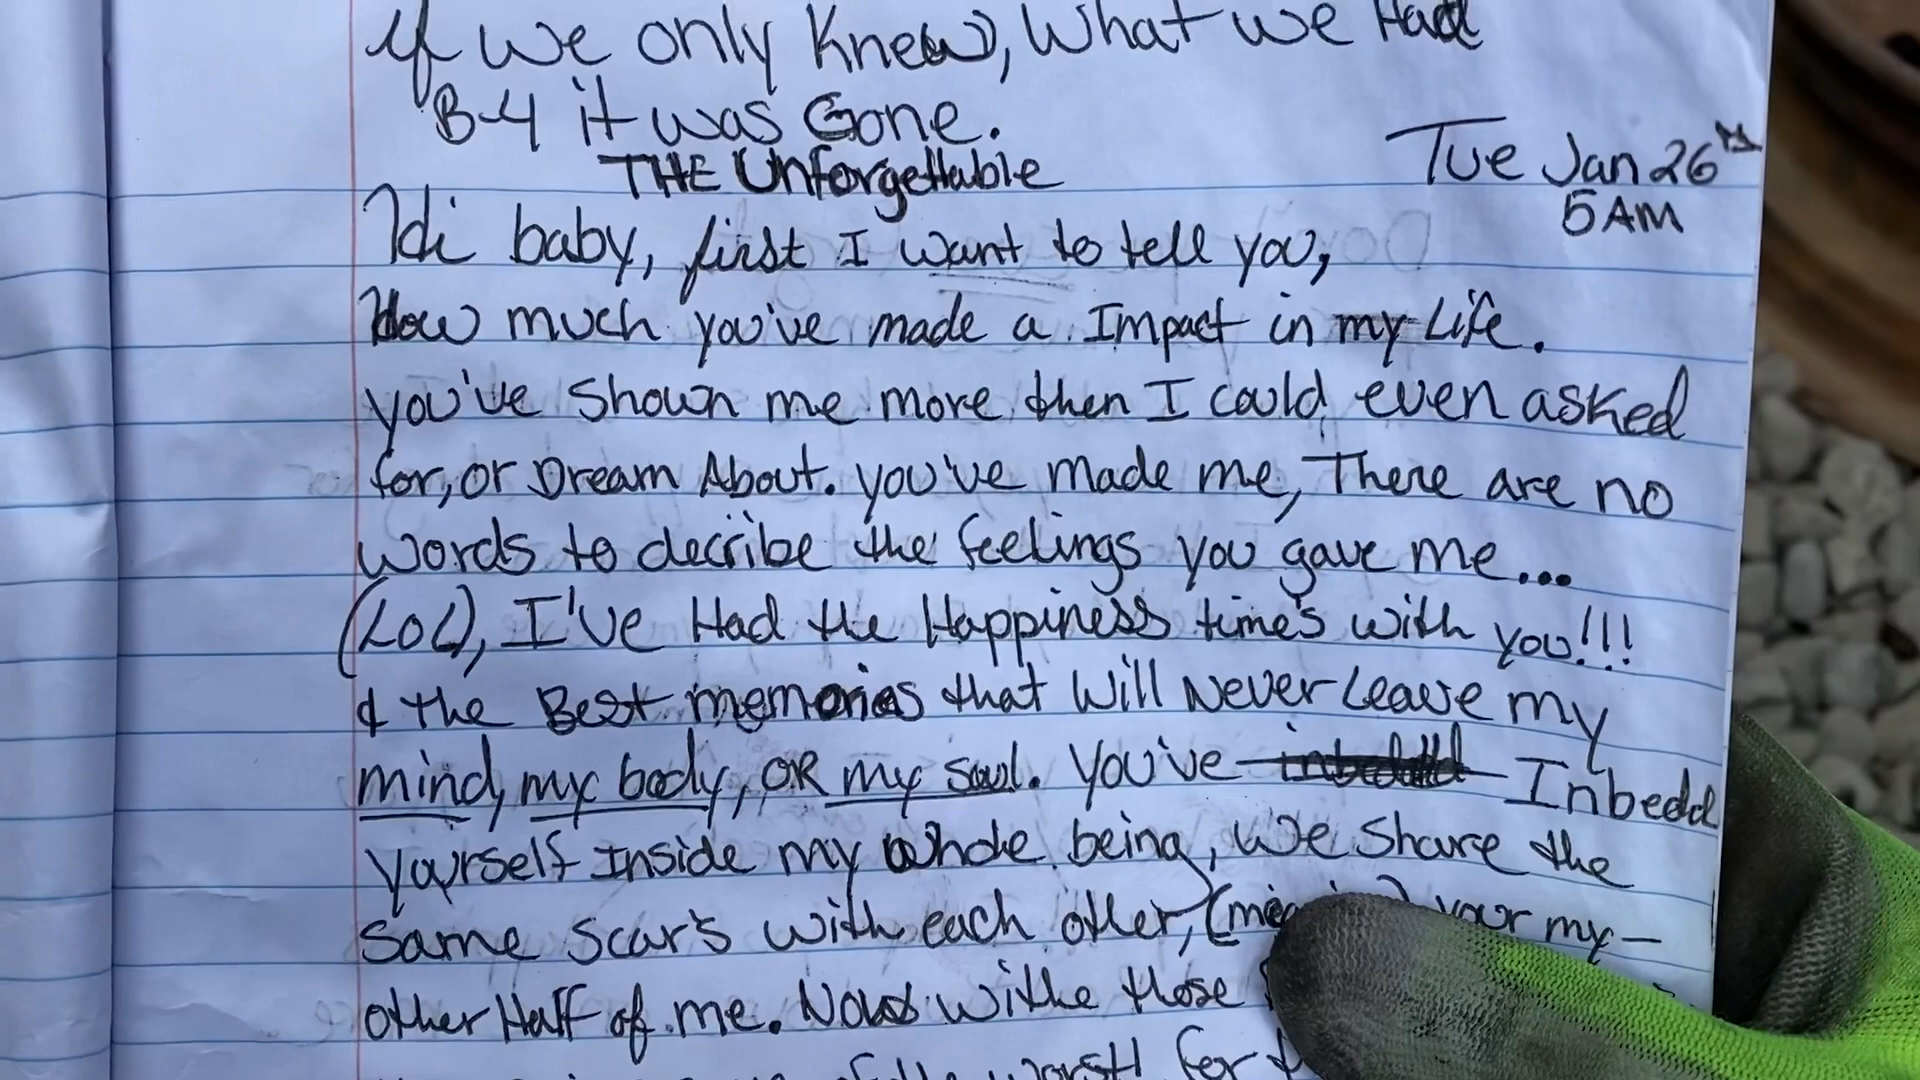 If we only Knew, What we Had
B-4 it was Gone.
THE Unforgettable
Tue Jan 26th
5AM
Hi baby, first I want to tell you,
How much you've made a Impact in my Life.
you've Shown me more then I could even asked
for, or Dream About. you've made me, There are no
words to decribe the feelings you gave me...
(LOL), I've Had the Happiness time's with you!!!
& the Best memories that Will Never Leave my
mind, my body, OR my soul. You've Inbedd
yourself Inside my whole being, We Share the
Same scar's with each other, your my-
other Half of me. Now withe those
worst for